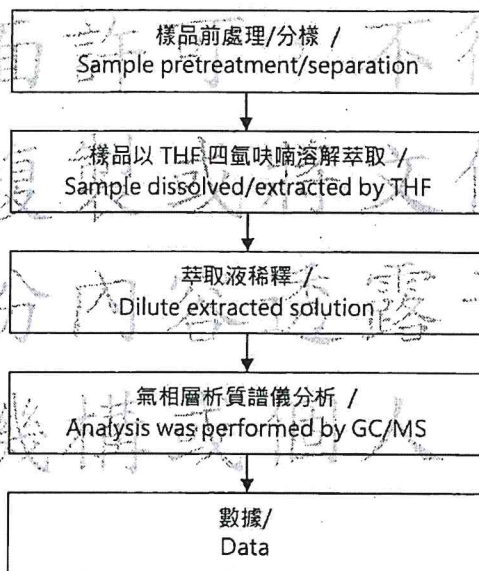 樣品前處理/分樣 /
Sample pretreatment/separation
樣品以 THF 四氫呋喃溶解萃取 /
Sample dissolved/extracted by THF
萃取液稀釋 /
Dilute extracted solution
氣相層析質譜儀分析 /
Analysis was performed by GC/MS
數據/
Data